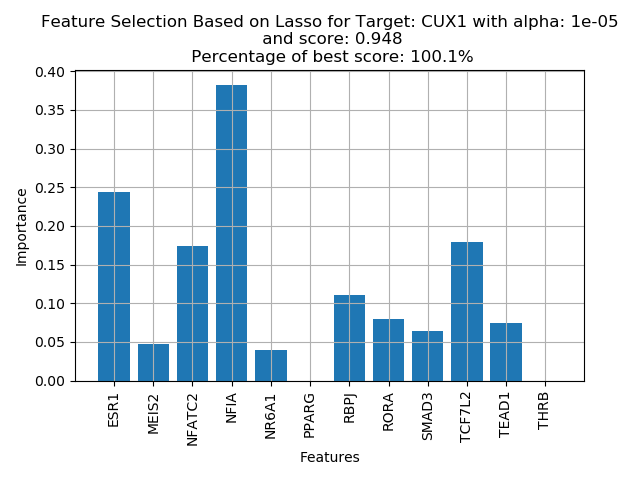 Feature Selection Based on Lasso for Target: CUX1 with alpha: 1e-05
and score: 0.948
Percentage of best score: 100.1%
0.40
0.35
0.30
0.25
0.20
0.15
0.10
0.05
0.00
Importance
ESR1
MEIS2
NFATC2
NFIA
NR6A1
PPARG
RBPJ
RORA
SMAD3
TCF7L2
TEAD1
THRB
Features